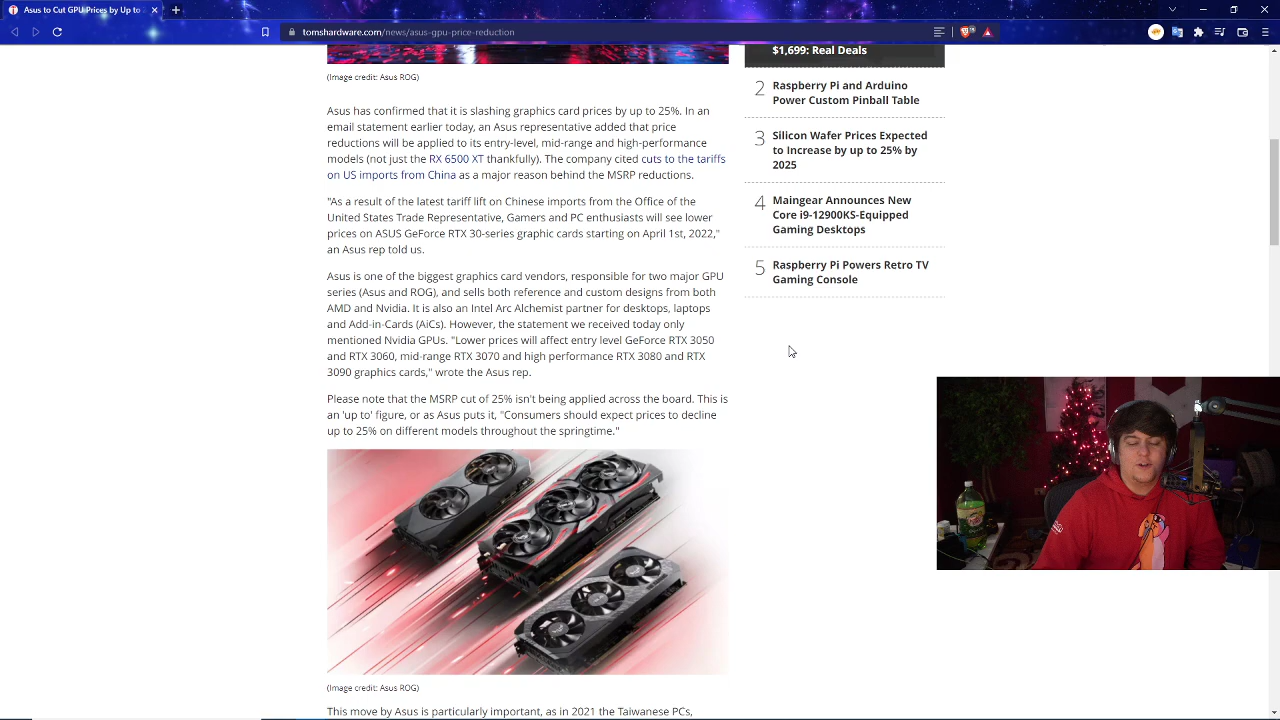 Asus to Cut GPU Prices by Up to
tomshardware.com/news/asus-gpu-price-reduction
(Image credit: Asus ROG)
Asus has confirmed that it is slashing graphics card prices by up to 25%. In an
email statement earlier today, an Asus representative added that price
reductions will be applied to its entry-level, mid-range and high-performance
models (not just the RX 6500 XT thankfully). The company cited cuts to the tariffs
on US imports from China as a major reason behind the MSRP reductions.
"As a result of the latest tariff lift on Chinese imports from the Office of the
United States Trade Representative, Gamers and PC enthusiasts will see lower
prices on ASUS GeForce RTX 30-series graphic cards starting on April 1st, 2022,"
an Asus rep told us.
Asus is one of the biggest graphics card vendors, responsible for two major GPU
series (Asus and ROG), and sells both reference and custom designs from both
AMD and Nvidia. It is also an Intel Arc Alchemist partner for desktops, laptops
and Add-in-Cards (AiCs). However, the statement we received today only
mentioned Nvidia GPUs. "Lower prices will affect entry level GeForce RTX 3050
and RTX 3060, mid-range RTX 3070 and high performance RTX 3080 and RTX
3090 graphics cards," wrote the Asus rep.
Please note that the MSRP cut of 25% isn't being applied across the board. This is
an 'up to' figure, or as Asus puts it, "Consumers should expect prices to decline
up to 25% on different models throughout the springtime."
(Image credit: Asus ROG)
This move by Asus is particularly important, as in 2021 the Taiwanese PCs,
$1,699: Real Deals
2 Raspberry Pi and Arduino
Power Custom Pinball Table
3 Silicon Wafer Prices Expected
to Increase by up to 25% by
2025
4 Maingear Announces New
Core i9-12900KS-Equipped
Gaming Desktops
5 Raspberry Pi Powers Retro TV
Gaming Console